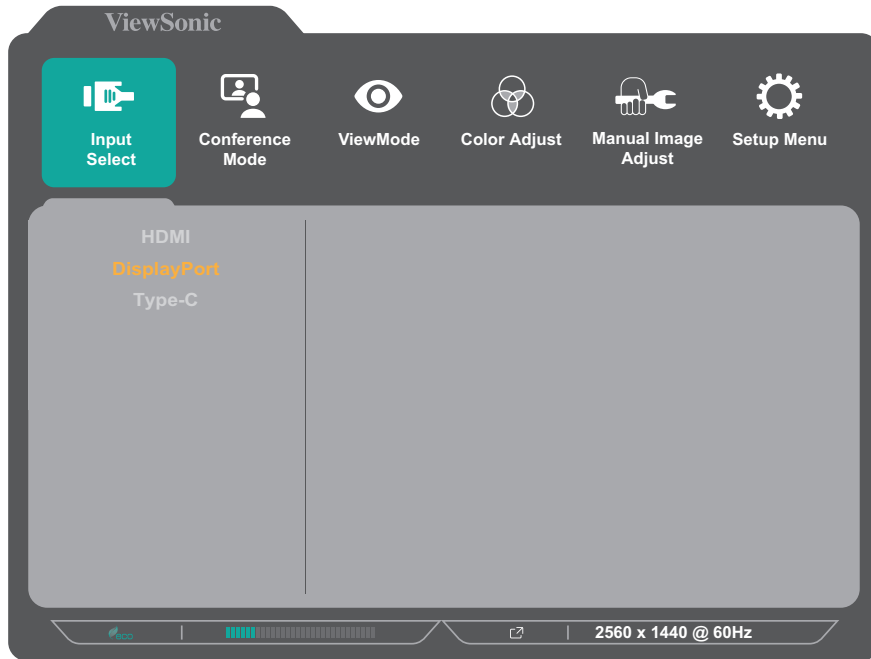 ViewSonic
Input
Select
Conference
Mode
ViewMode
Color Adjust
Manual Image
Adjust
Setup Menu
HDMI
DisplayPort
Type-C
eco
2560 x 1440 @ 60Hz